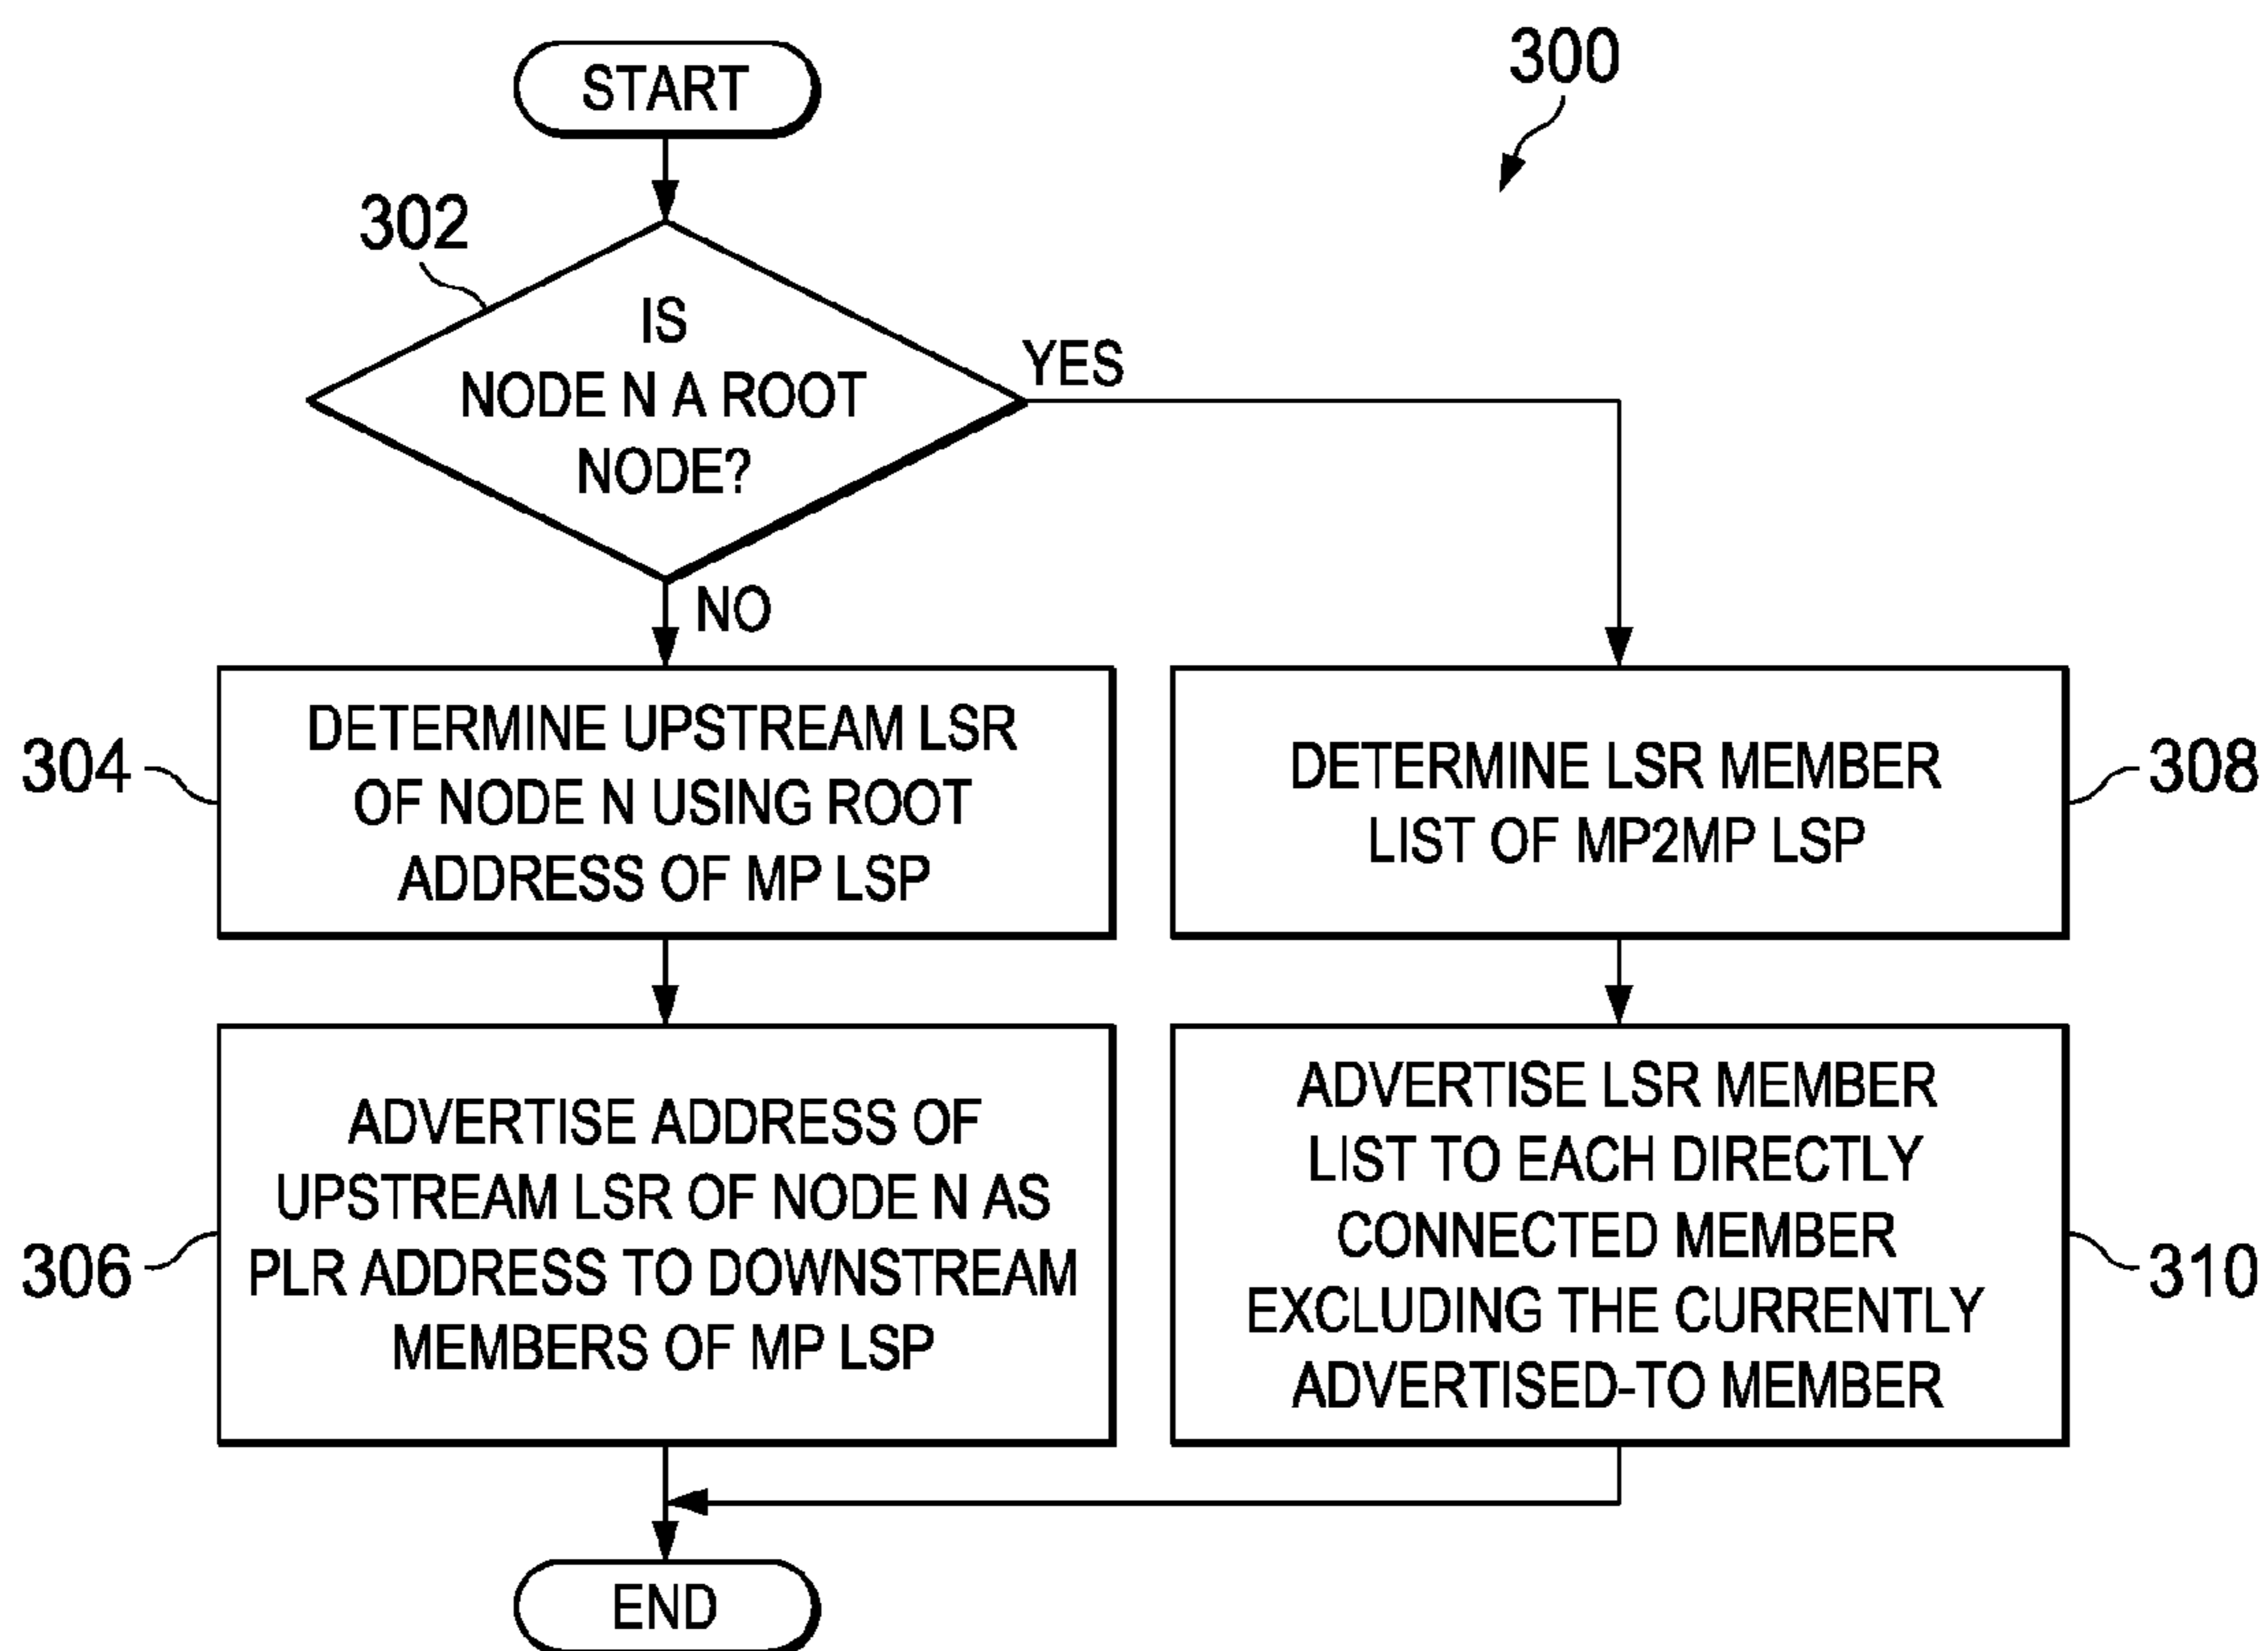 START
300
302
IS
NODE N A ROOT
NODE?
YES
NO
304
DETERMINE UPSTREAM LSR
OF NODE N USING ROOT
ADDRESS OF MP LSP
DETERMINE LSR MEMBER
LIST OF MP2MP LSP
308
306
ADVERTISE ADDRESS OF
UPSTREAM LSR OF NODE N AS
PLR ADDRESS TO DOWNSTREAM
MEMBERS OF MP LSP
ADVERTISE LSR MEMBER
LIST TO EACH DIRECTLY
CONNECTED MEMBER
EXCLUDING THE CURRENTLY
ADVERTISED-TO MEMBER
310
END